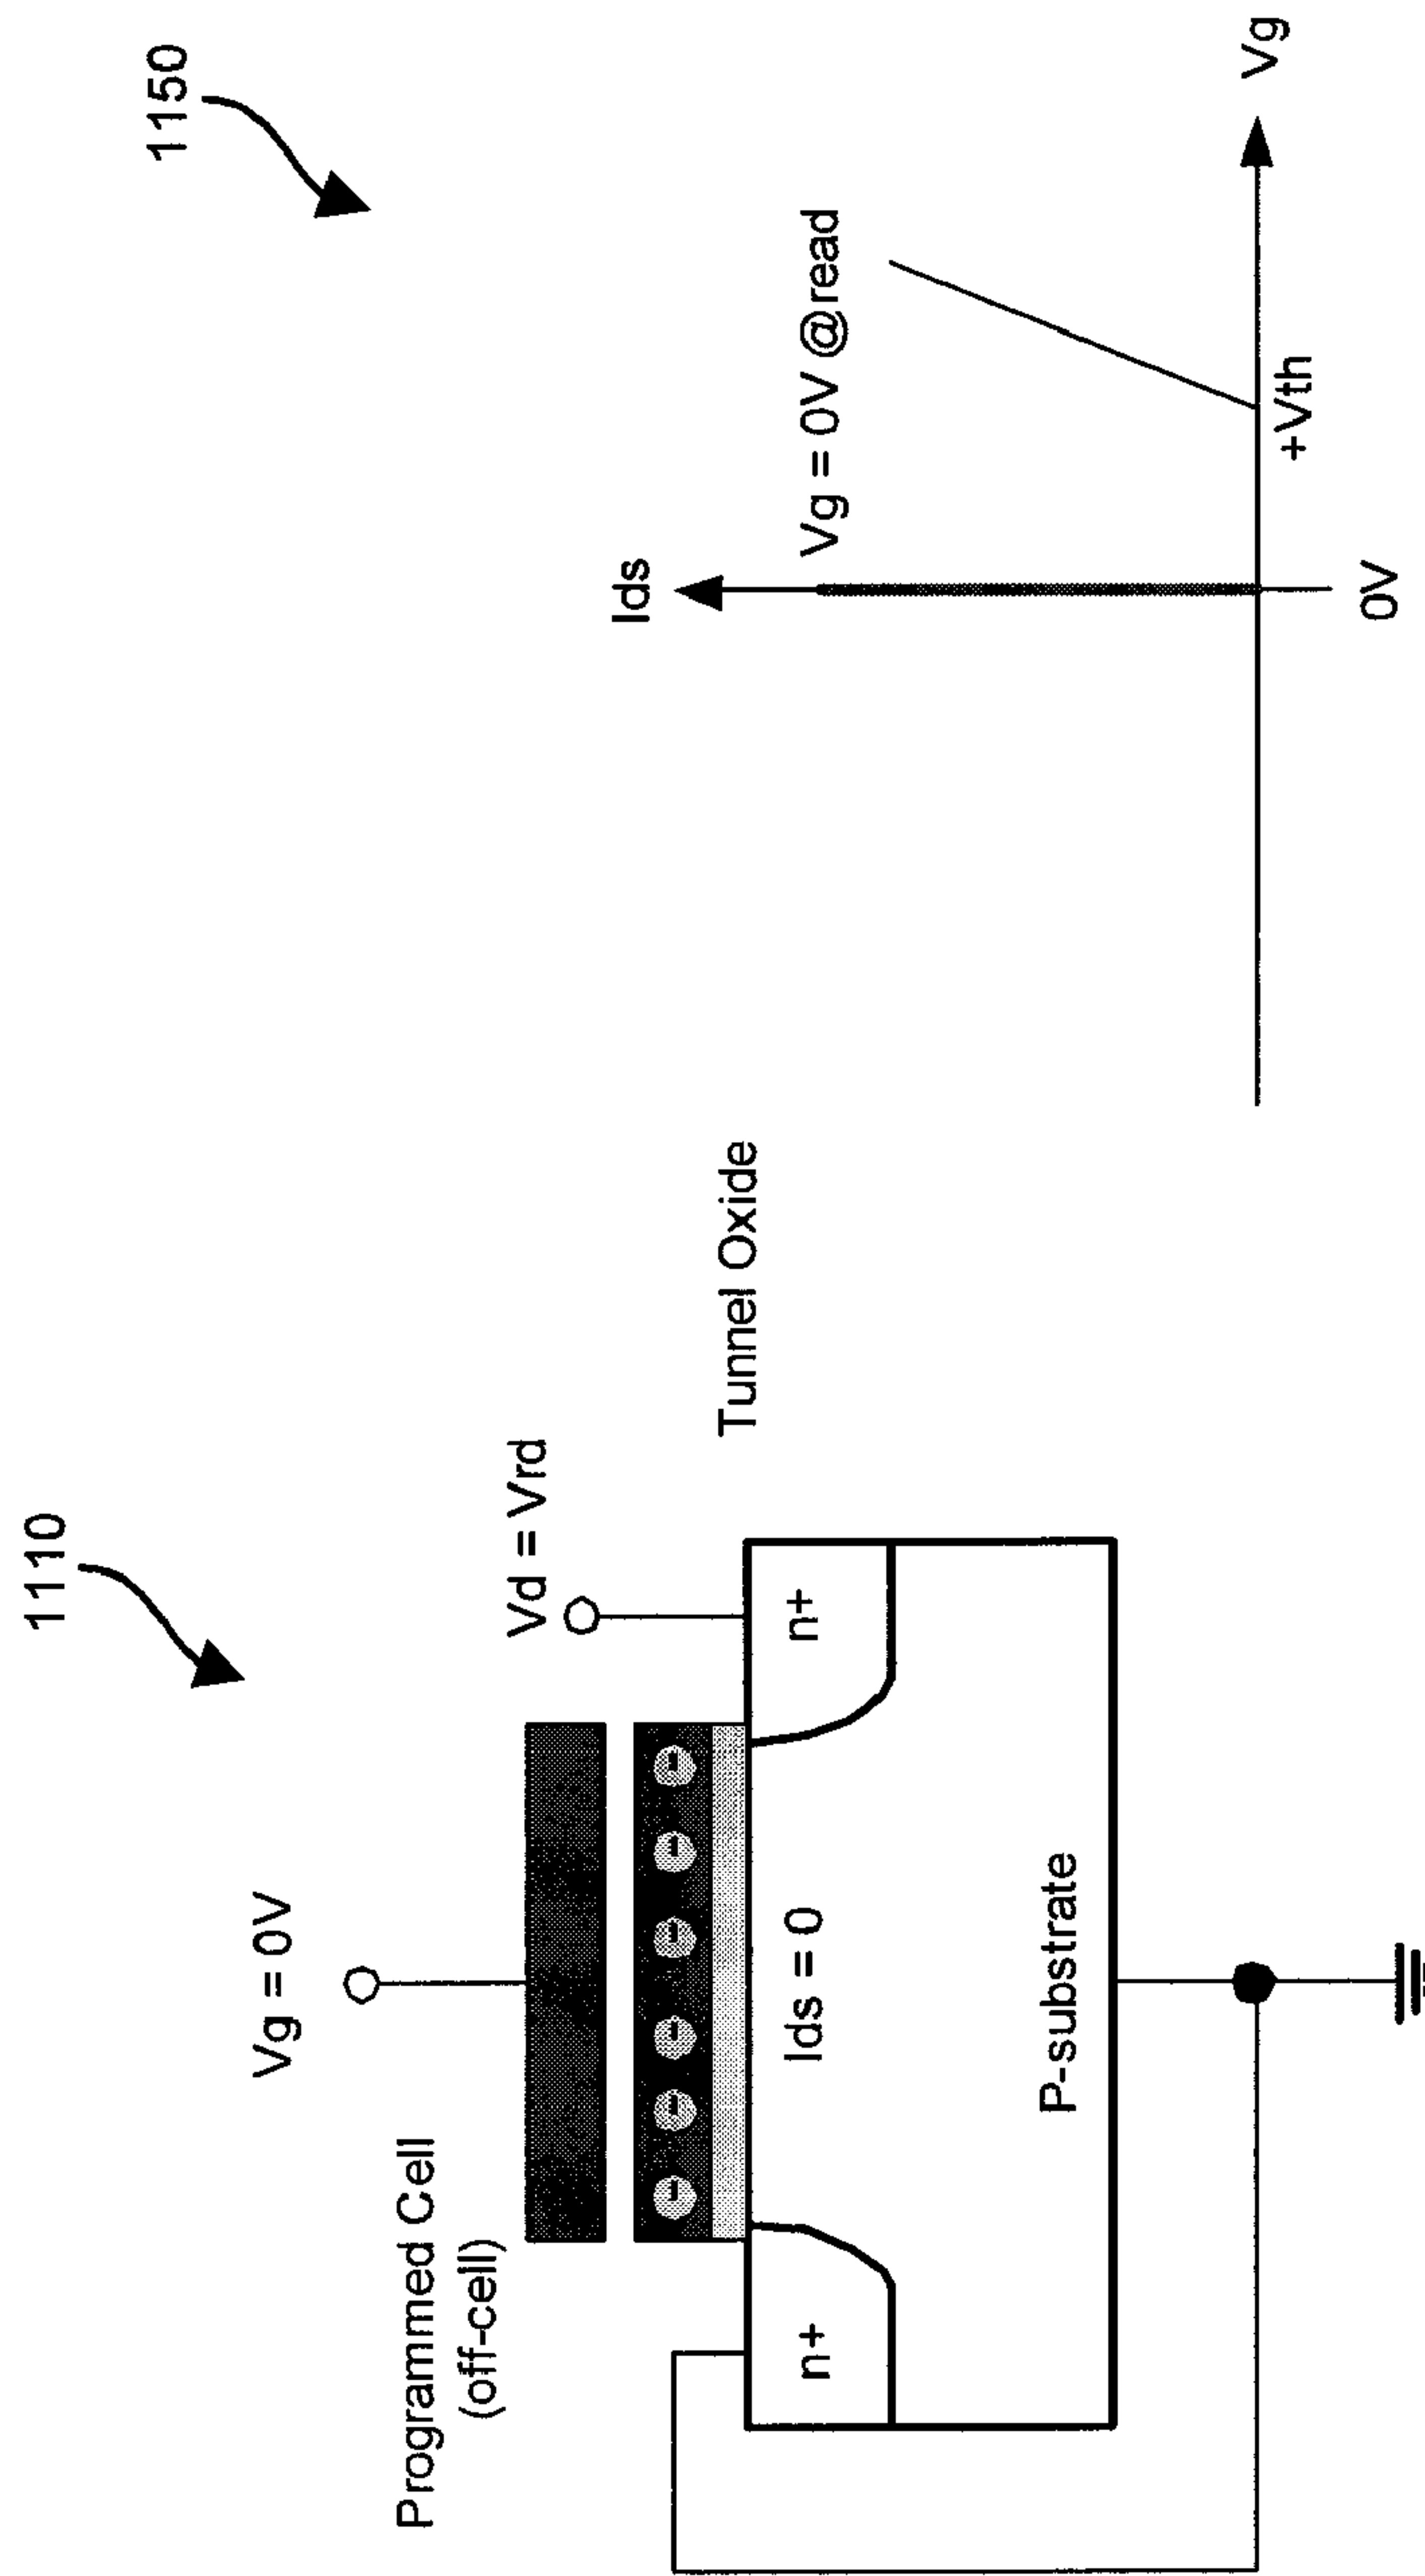 1110
Programmed Cell
(off-cell)
Vg = 0V
Vd = Vrd
-
-
-
-
-
-
Tunnel Oxide
n+
Ids = 0
n+
P-substrate
1150
Ids
Vg = 0V @read
Vg
+Vth
0V